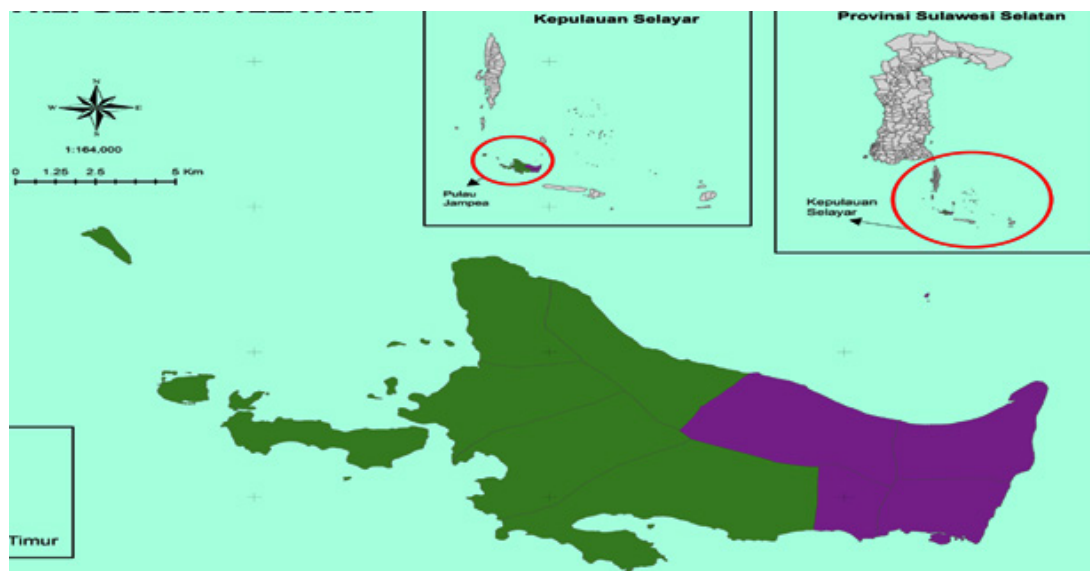 Kepulauan Selayar
Provinsi Sulawesi Selatan
N
W E
S
1:164,000
0 1.25 2.5 5 Km
Pulau
Jampea
Kepulauan
Selayar
Timur